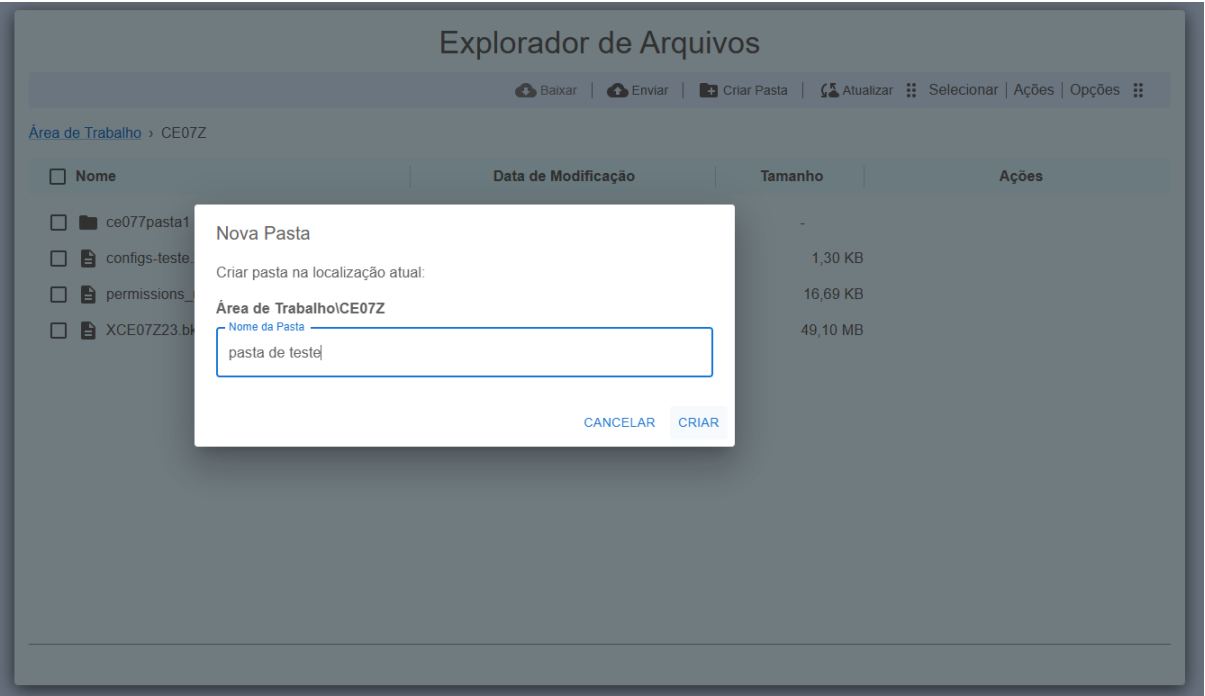 Explorador de Arquivos
Baixar | Enviar | Criar Pasta | Atualizar Selecionar | Ações | Opções
Área de Trabalho › CE07Z
Nome Data de Modificação Tamanho Ações
ce077pasta1 -
configs-teste. 1,30 KB
permissions_ 16,69 KB
XCE07Z23.bk 49,10 MB
Nova Pasta
Criar pasta na localização atual:
Área de Trabalho\CE07Z
Nome da Pasta
pasta de teste
CANCELAR CRIAR